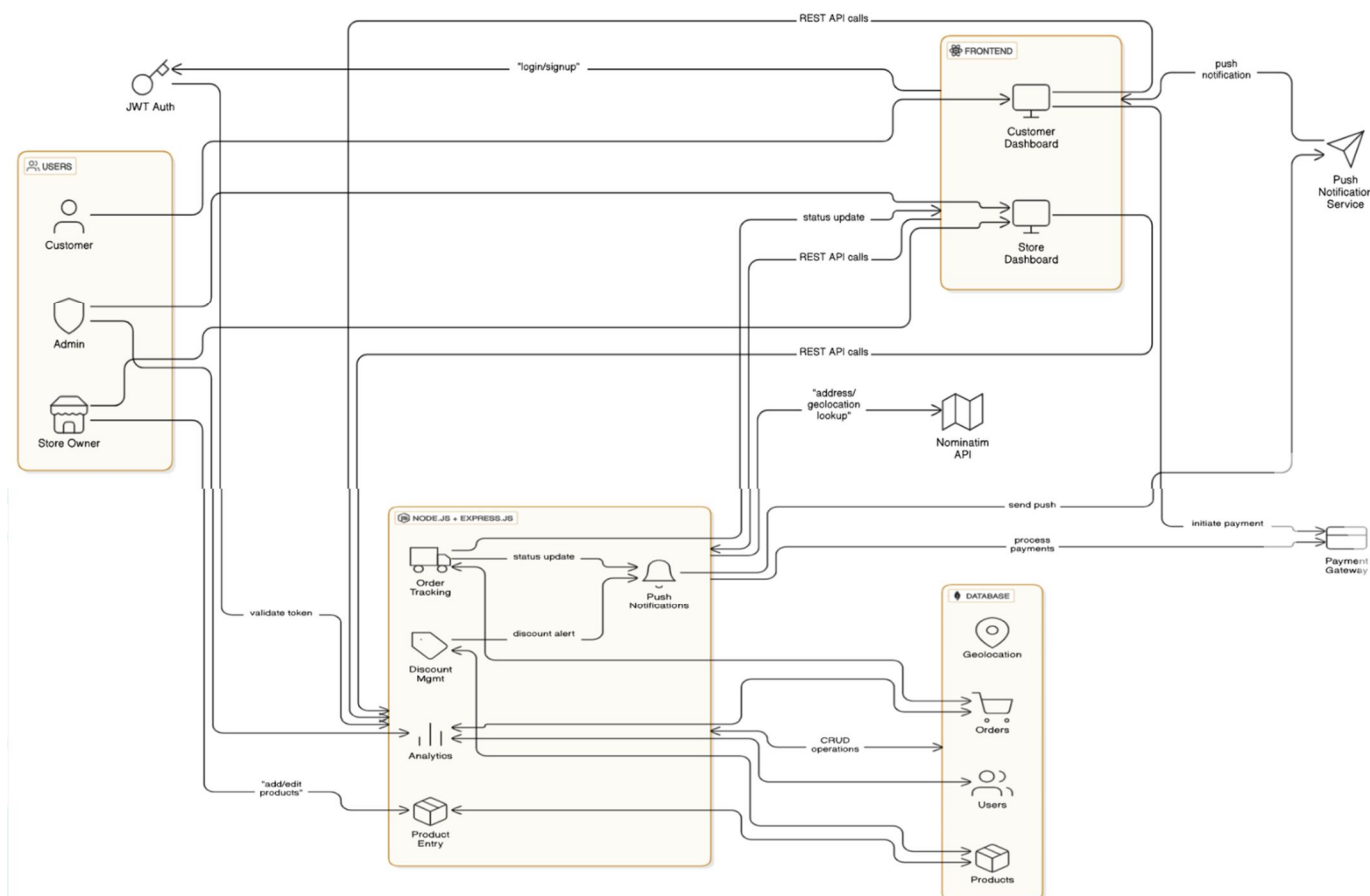 REST API calls
FRONTEND
"login/signup"
push
notification
JWT Auth
Customer
Dashboard
USERS
Push
Notification
Service
Customer
status update
Store
Dashboard
REST API calls
Admin
REST API calls
"address/
geolocation
lookup"
Store Owner
Nominatim
API
send push
NODE.JS + EXPRESS.JS
initiate payment
process
payments
status update
Order
Tracking
Push
Notifications
Payment
Gateway
DATABASE
validate token
discount alert
Geolocation
Discount
Mgmt
Orders
Analytics
CRUD
operations
"add/edit
products"
Users
Product
Entry
Products